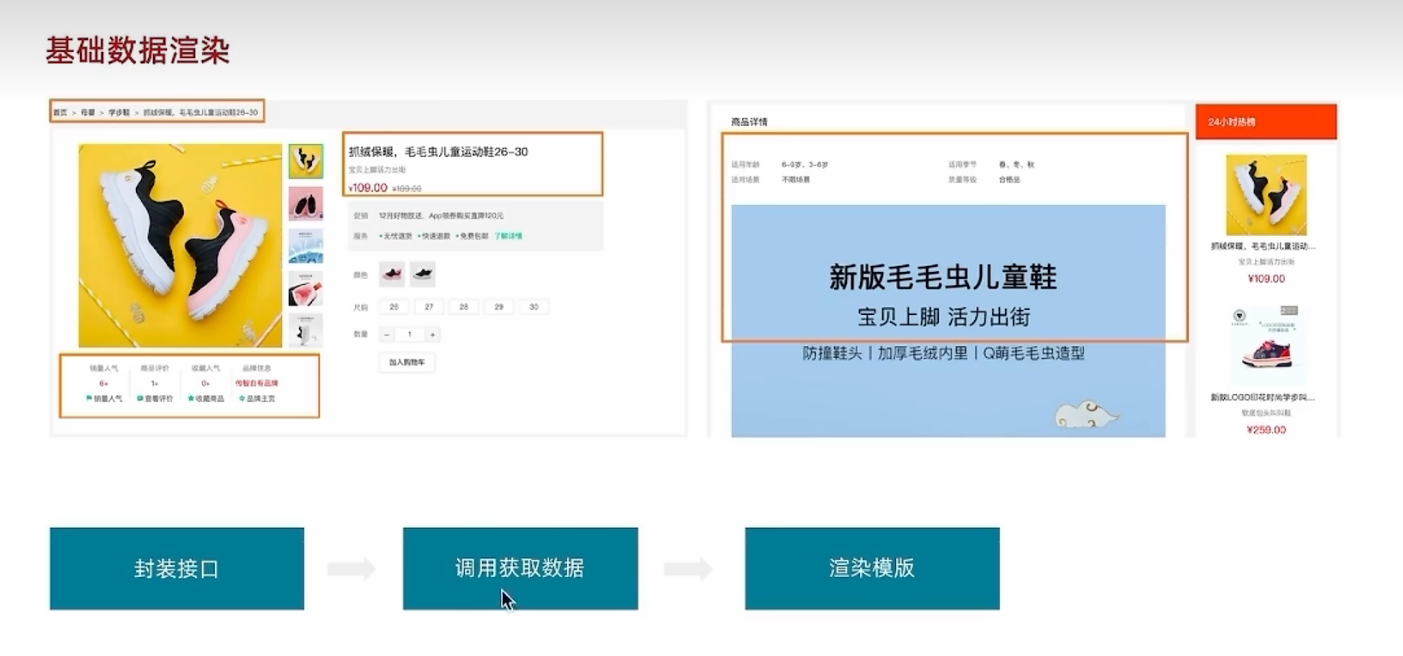 基础数据渲染
首页 > 母婴 > 学步鞋 > 抓绒保暖，毛毛虫儿童运动鞋26-30
抓绒保暖，毛毛虫儿童运动鞋26-30
宝贝上脚活力出街
¥109.00 ¥109.00
促销 12月好物放送，App领券购买直降120元
服务 •无忧退货 •快速退款 •免费包邮 了解详情
颜色
尺码 26 27 28 29 30
数量 - 1 +
加入购物车
销量人气 商品评价 收藏人气 品牌信息
6+ 1+ 0+ 传智自有品牌
销量人气 查看评价 收藏商品 品牌主页
商品详情
适用年龄 6-9岁，3-6岁 适用季节 春、冬、秋
适用场景 不限场景 质量等级 合格品
新版毛毛虫儿童鞋
宝贝上脚 活力出街
防撞鞋头丨加厚毛绒内里丨Q萌毛毛虫造型
24小时热榜
抓绒保暖，毛毛虫儿童运动...
宝贝上脚活力出街
¥109.00
新款LOGO印花时尚学步叫...
软底包头叫叫鞋
¥259.00
封装接口
调用获取数据
渲染模版